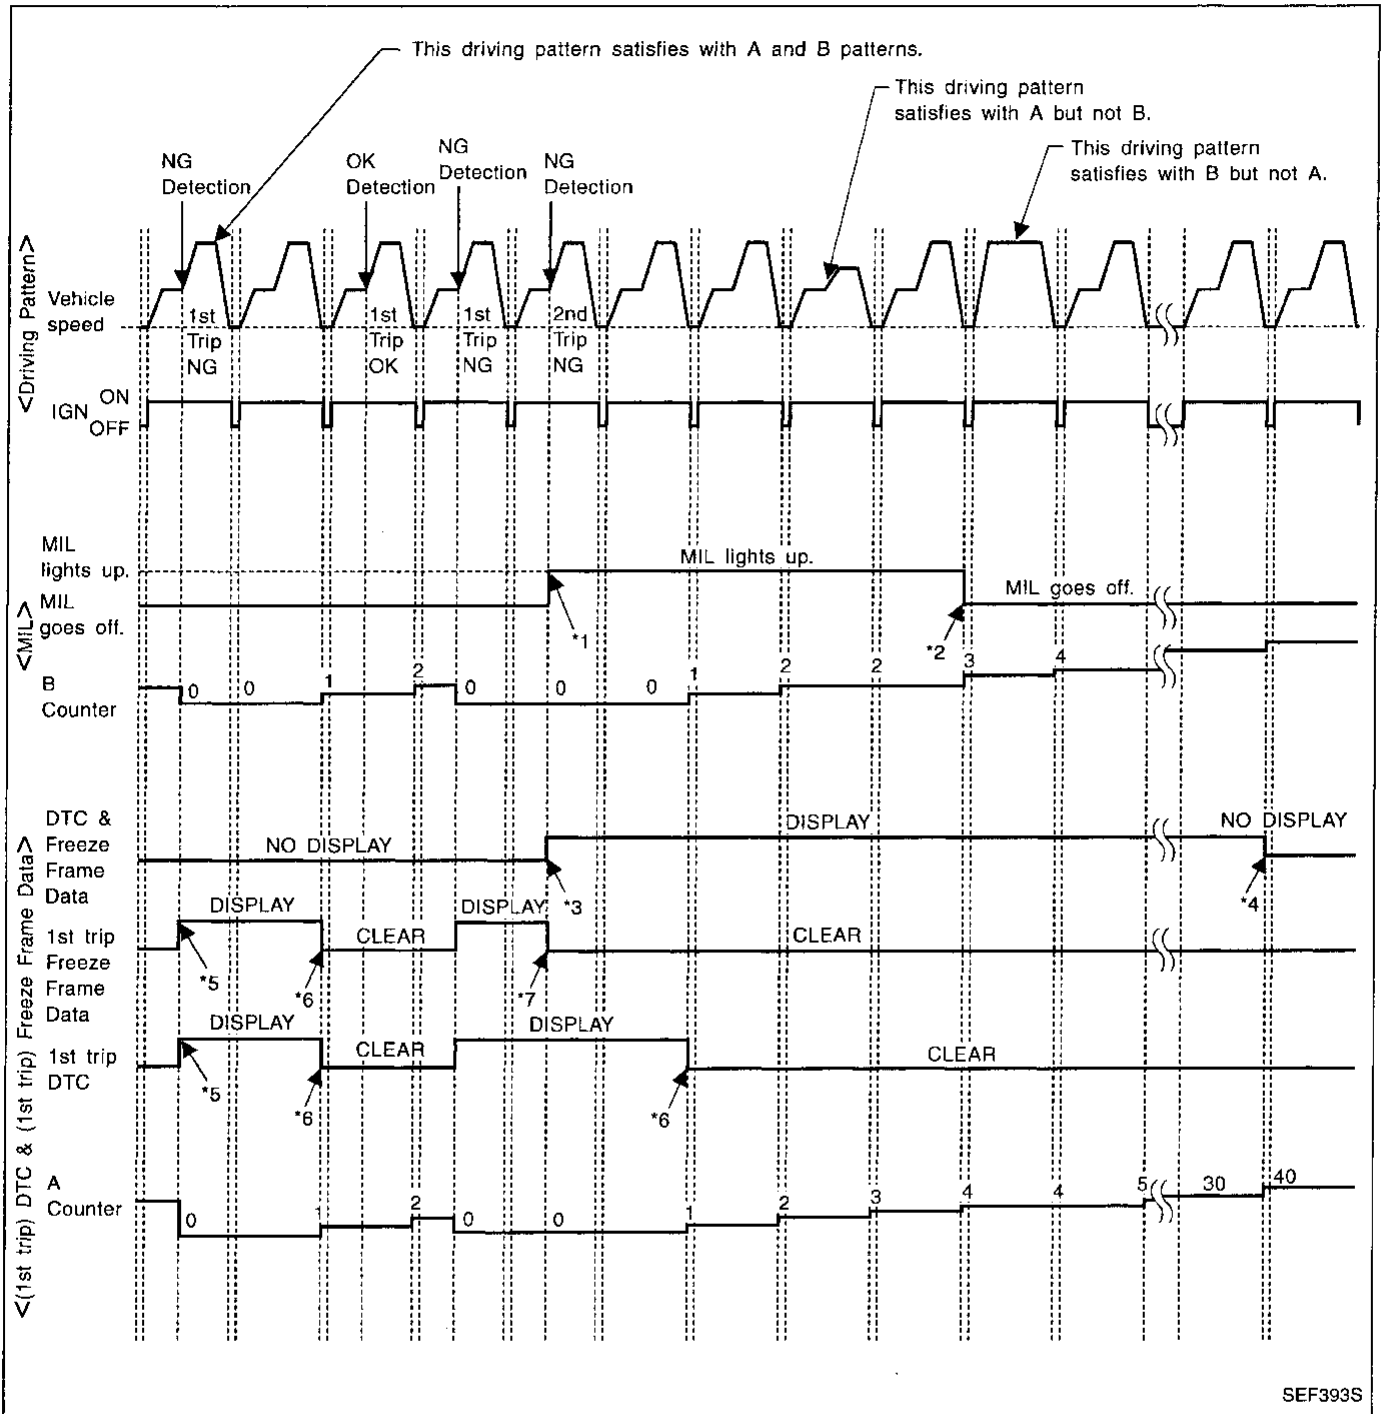 This driving pattern satisfies with A and B patterns.
This driving pattern
satisfies with A but not B.
This driving pattern
satisfies with B but not A.
NG
Detection
OK
Detection
NG
Detection
NG
Detection
<Driving Pattern>
Vehicle
speed
1st
Trip
NG
1st
Trip
OK
1st
Trip
NG
2nd
Trip
NG
IGN
ON
OFF
<MIL>
MIL
lights up.
MIL
goes off.
MIL lights up.
MIL goes off.
*1
*2
B
Counter
0 0 1 2 0 0 0 1 2 2 3 4
<(1st trip) DTC & (1st trip) Freeze Frame Data>
DTC &
Freeze
Frame
Data
NO DISPLAY
DISPLAY
NO DISPLAY
*3
*4
1st trip
Freeze
Frame
Data
DISPLAY
CLEAR
DISPLAY
CLEAR
*5
*6
*7
1st trip
DTC
DISPLAY
CLEAR
DISPLAY
CLEAR
*5
*6
*6
A
Counter
0 1 2 0 0 1 2 3 4 4 5 30 40
SEF393S